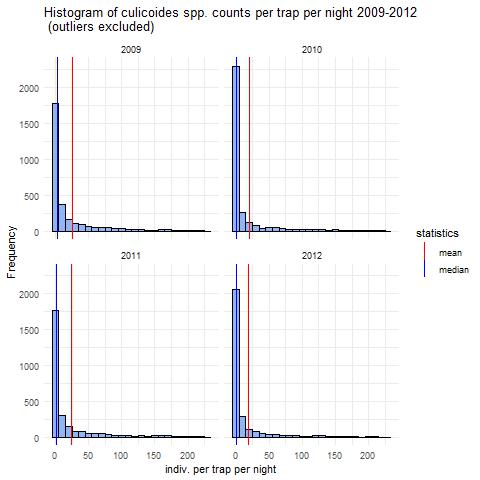 Histogram of culicoides spp. counts per trap per night 2009-2012
(outliers excluded)
2009
2010
2000
1500
1000
500
0
2011
2012
2000
1500
1000
500
0
0 50 100 150 200
0 50 100 150 200
indiv. per trap per night
Frequency
statistics
mean
median